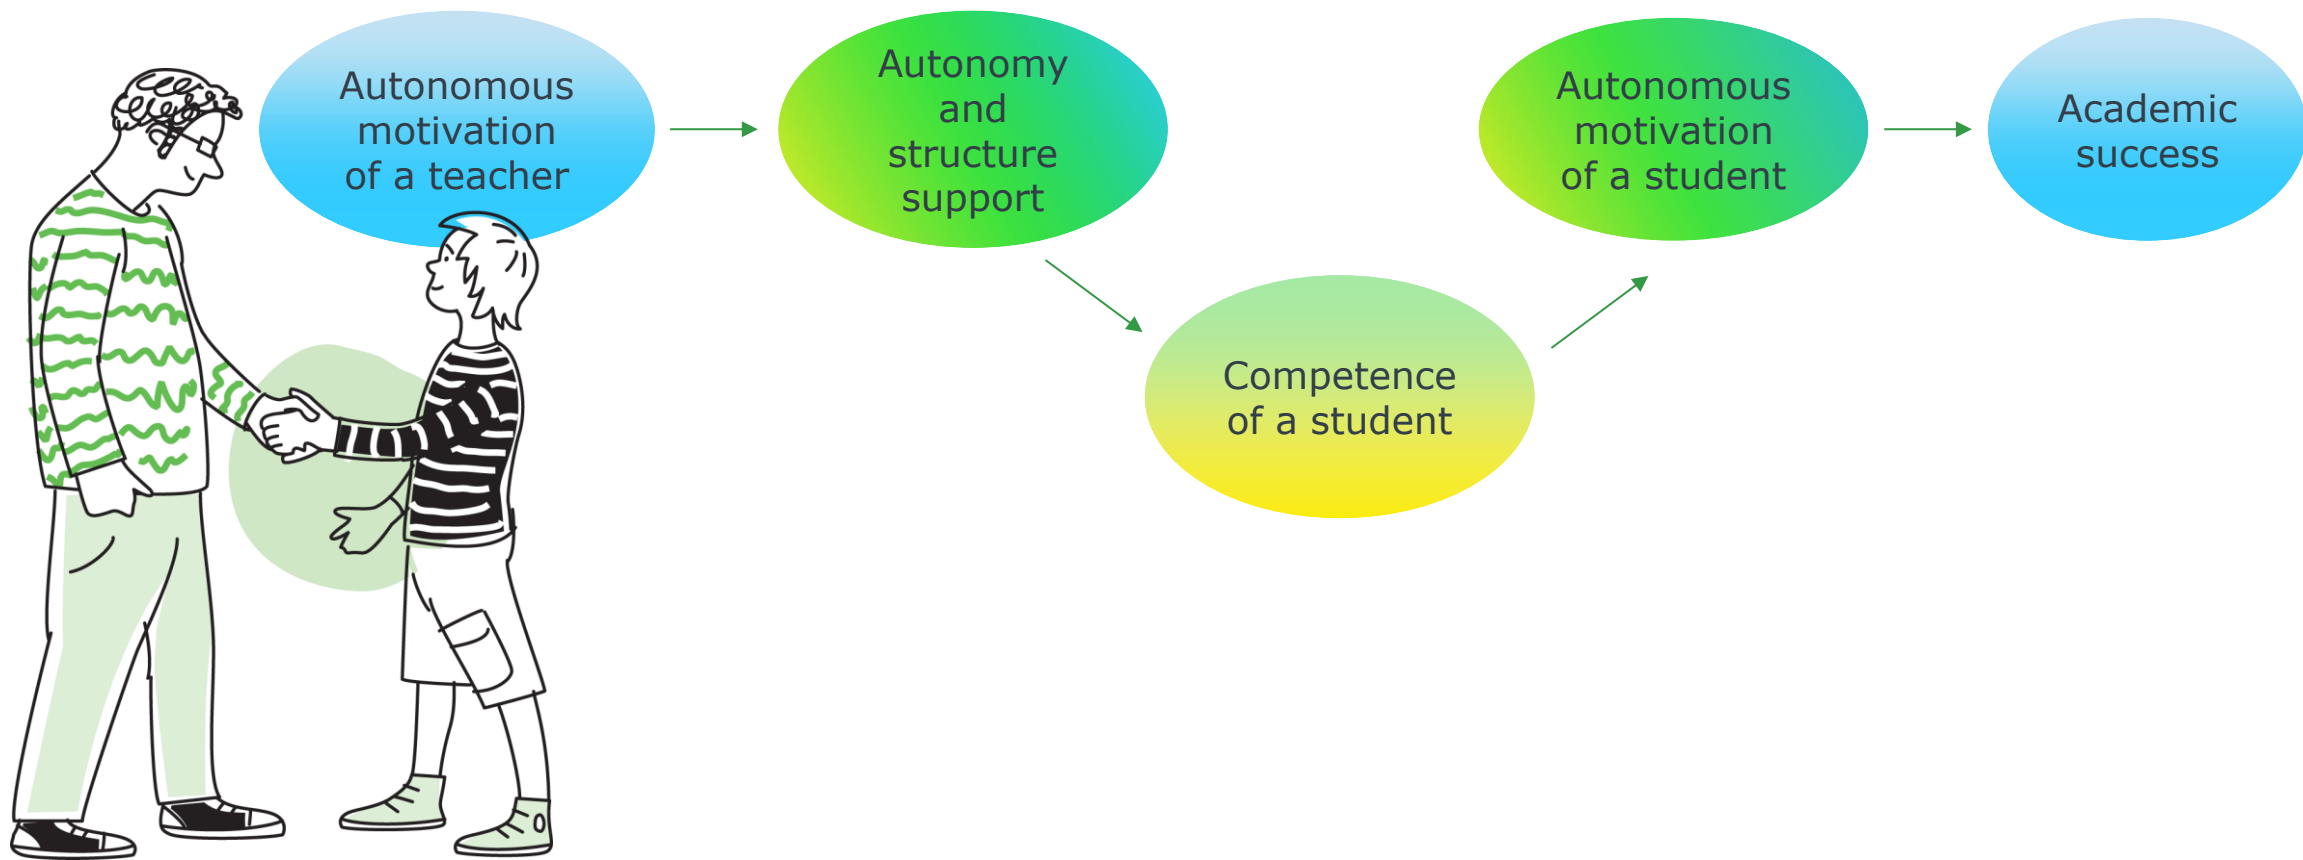 Autonomous
motivation
of a teacher
Autonomy
and
structure
support
Competence
of a student
Autonomous
motivation
of a student
Academic
success